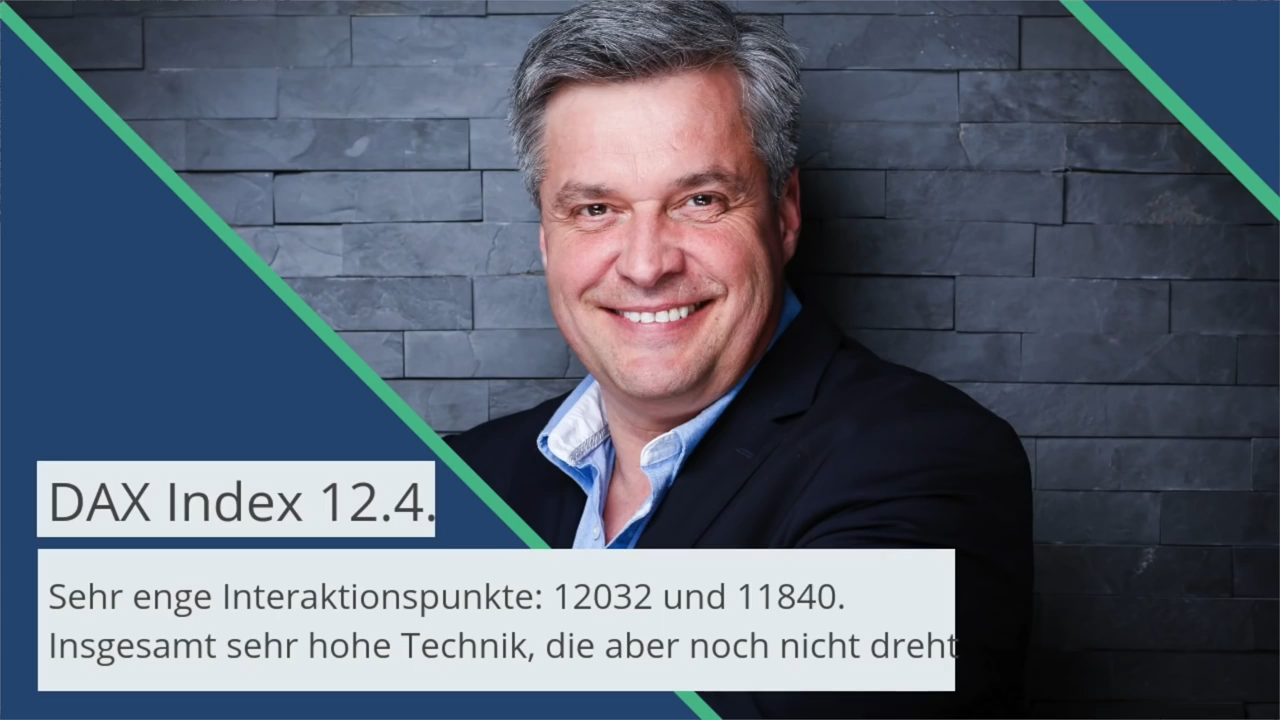 DAX Index 12.4.
Sehr enge Interaktionspunkte: 12032 und 11840.
Insgesamt sehr hohe Technik, die aber noch nicht dreht